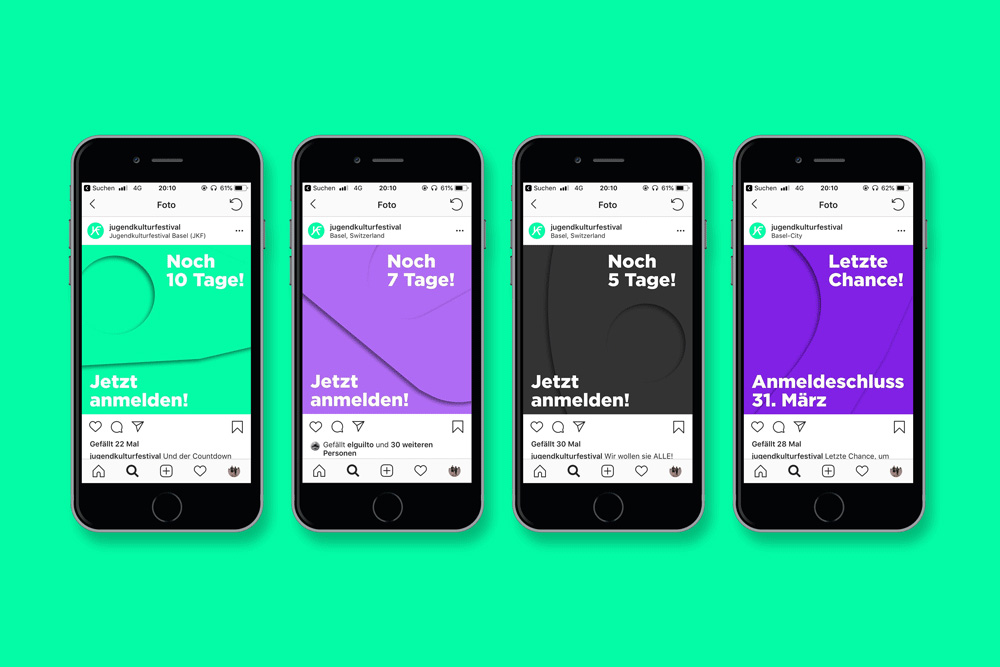 Suchen 4G 20:10 61%
Foto
jugendkulturfestival
Jugendkulturfestival Basel (JKF)
Noch
10 Tage!
Jetzt
anmelden!
Gefällt 22 Mal
jugendkulturfestival Und der Countdown
Suchen 4G 20:10 61%
Foto
jugendkulturfestival
Basel, Switzerland
Noch
7 Tage!
Jetzt
anmelden!
Gefällt elguilto und 30 weiteren
Personen
Suchen 4G 20:10 61%
Foto
jugendkulturfestival
Basel, Switzerland
Noch
5 Tage!
Jetzt
anmelden!
Gefällt 30 Mal
jugendkulturfestival Wir wollen sie ALLE!
Suchen 4G 20:10 62%
Foto
jugendkulturfestival
Basel-City
Letzte
Chance!
Anmeldeschluss
31. März
Gefällt 28 Mal
jugendkulturfestival Letzte Chance, um